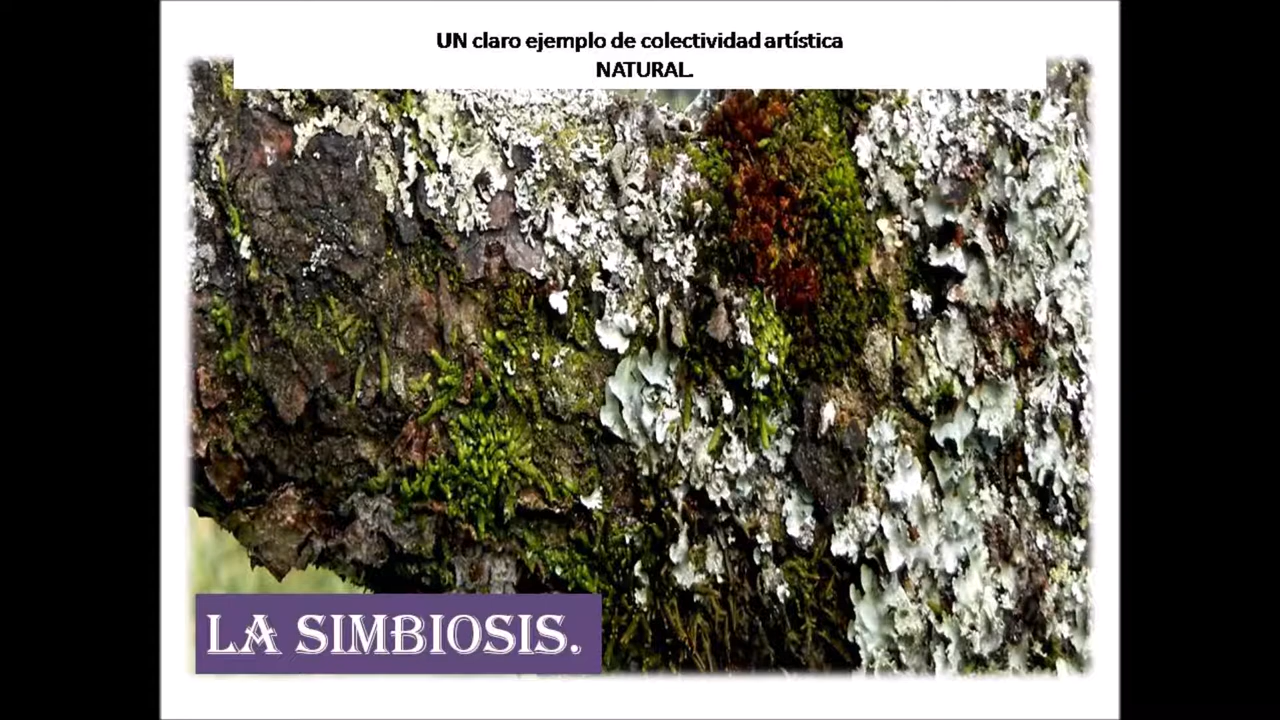 UN claro ejemplo de colectividad artística
NATURAL.
LA SIMBIOSIS.